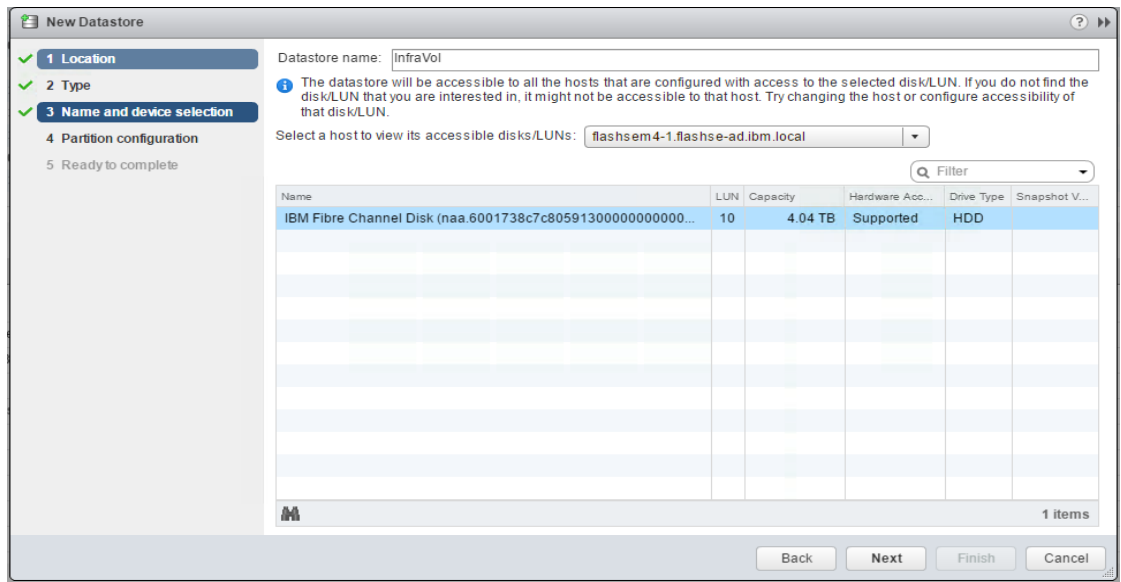 New Datastore
?
1 Location
2 Type
3 Name and device selection
4 Partition configuration
5 Ready to complete
Datastore name: InfraVol
The datastore will be accessible to all the hosts that are configured with access to the selected disk/LUN. If you do not find the
disk/LUN that you are interested in, it might not be accessible to that host. Try changing the host or configure accessibility of
that disk/LUN.
Select a host to view its accessible disks/LUNs: flashsem4-1.flashse-ad.ibm.local
Filter
Name LUN Capacity Hardware Acc... Drive Type Snapshot V...
IBM Fibre Channel Disk (naa.6001738c7c80591300000000000... 10 4.04 TB Supported HDD
1 items
Back Next Finish Cancel